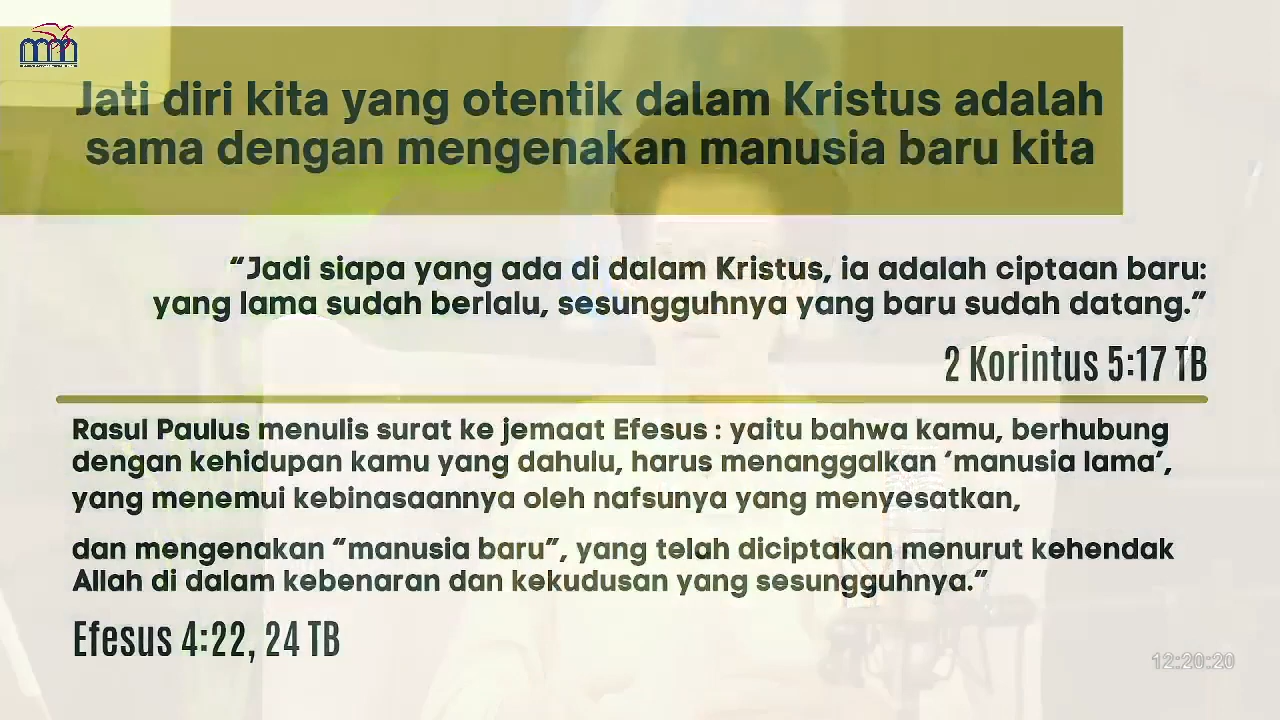 Jati diri kita yang otentik dalam Kristus adalah
sama dengan mengenakan manusia baru kita
“Jadi siapa yang ada di dalam Kristus, ia adalah ciptaan baru:
yang lama sudah berlalu, sesungguhnya yang baru sudah datang.”
2 Korintus 5:17 TB
Rasul Paulus menulis surat ke jemaat Efesus : yaitu bahwa kamu, berhubung
dengan kehidupan kamu yang dahulu, harus menanggalkan ‘manusia lama’,
yang menemui kebinasaannya oleh nafsunya yang menyesatkan,
dan mengenakan “manusia baru”, yang telah diciptakan menurut kehendak
Allah di dalam kebenaran dan kekudusan yang sesungguhnya.”
Efesus 4:22, 24 TB
12:20:20